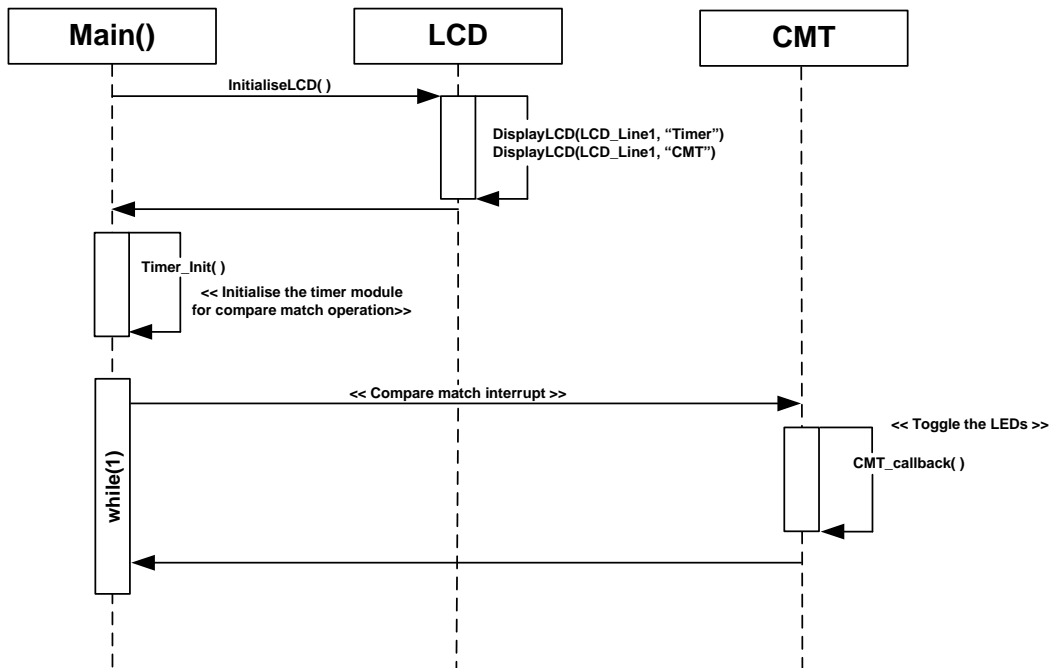 Main()
LCD
CMT
InitialiseLCD( )
DisplayLCD(LCD_Line1, “Timer”)
DisplayLCD(LCD_Line1, “CMT”)
Timer_Init( )
<< Initialise the timer module
for compare match operation>>
<< Compare match interrupt >>
<< Toggle the LEDs >>
CMT_callback( )
while(1)